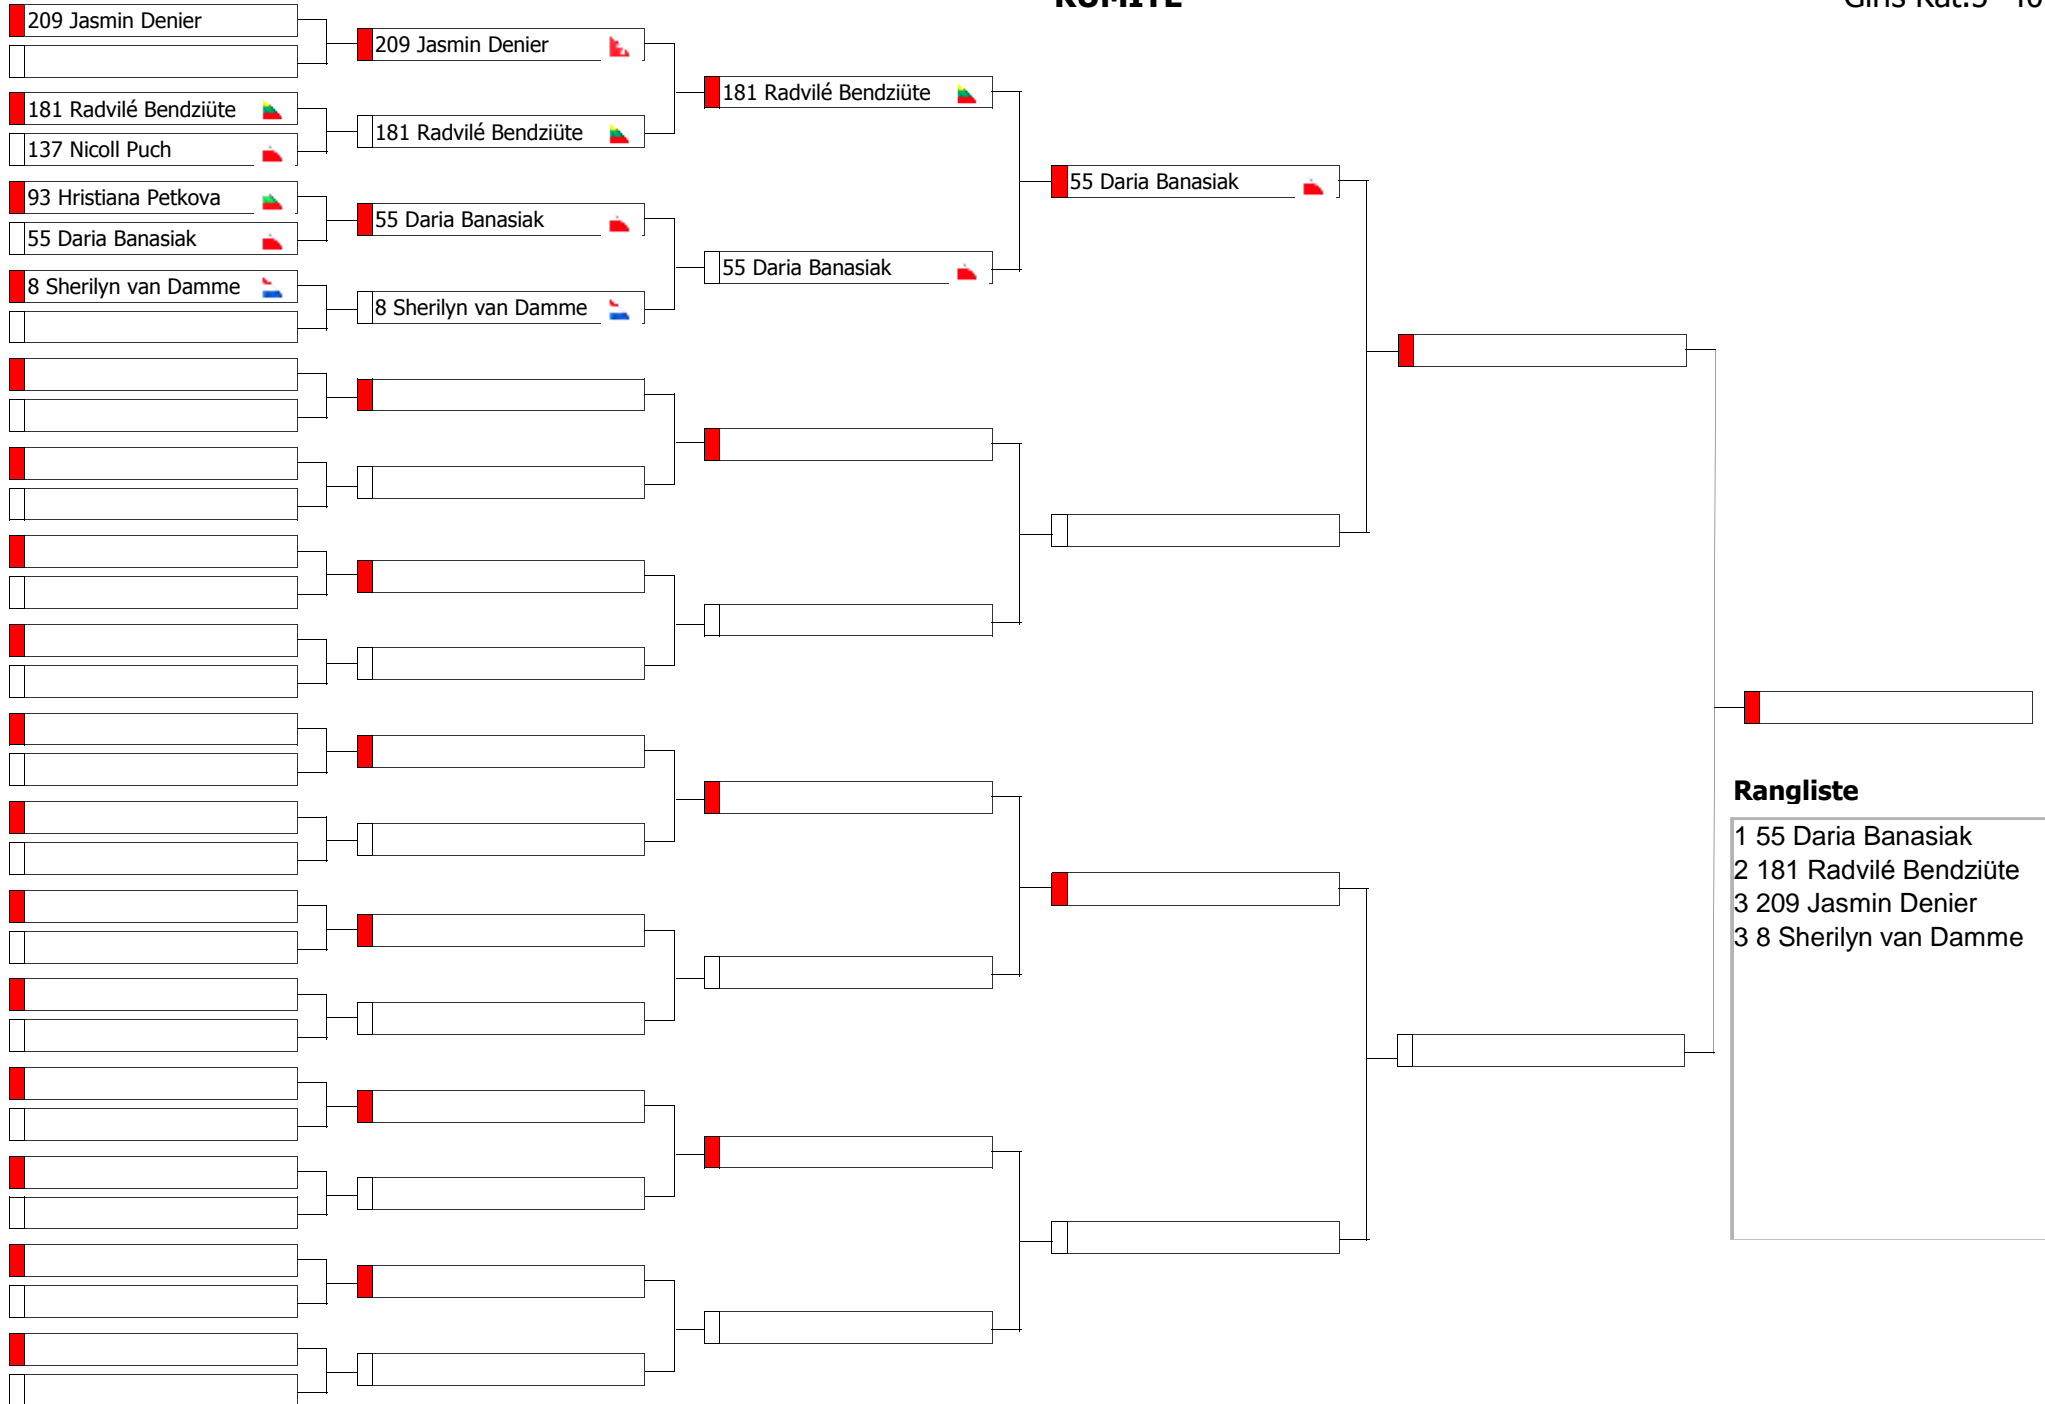 KUMITE
209 Jasmin Denier
181 Radvilé Bendziüte
137 Nicoll Puch
93 Hristiana Petkova
55 Daria Banasiak
8 Sherilyn van Damme
209 Jasmin Denier
181 Radvilé Bendziüte
55 Daria Banasiak
8 Sherilyn van Damme
181 Radvilé Bendziüte
55 Daria Banasiak
55 Daria Banasiak
Rangliste
1 55 Daria Banasiak
2 181 Radvilé Bendziüte
3 209 Jasmin Denier
3 8 Sherilyn van Damme